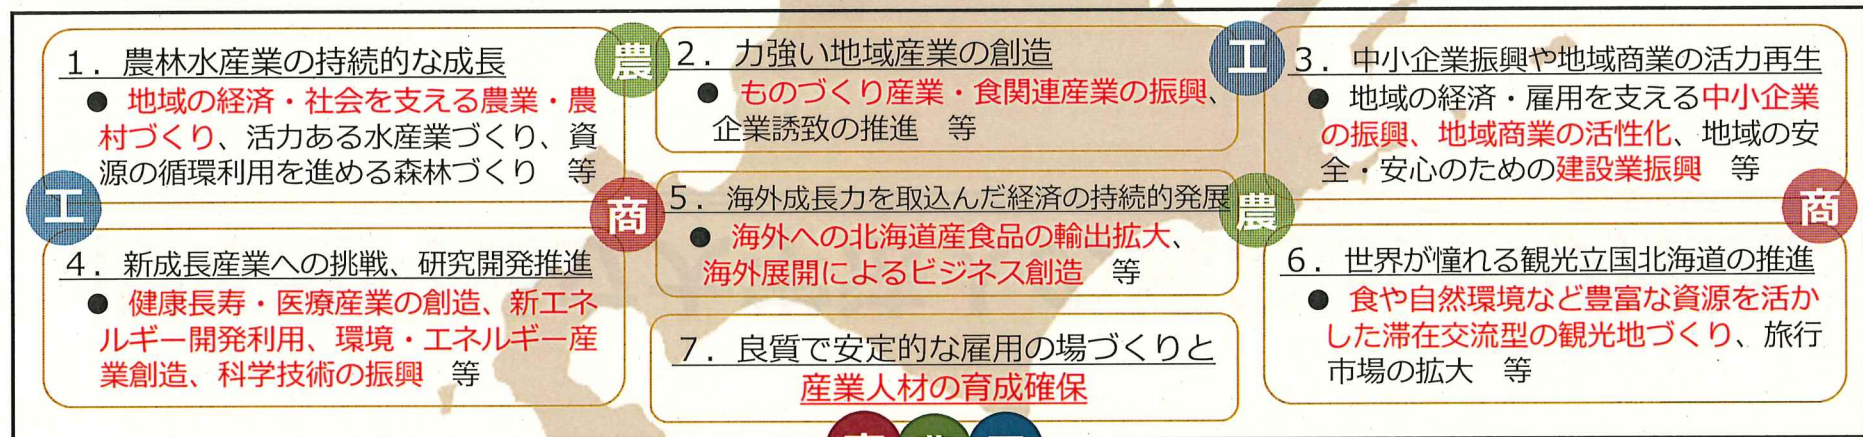 1．農林水産業の持続的な成長
● 地域の経済・社会を支える農業・農
村づくり、活力ある水産業づくり、資
源の循環利用を進める森林づくり　等
農
2．力強い地域産業の創造
● ものづくり産業・食関連産業の振興、
企業誘致の推進　等
工
3．中小企業振興や地域商業の活力再生
● 地域の経済・雇用を支える中小企業
の振興、地域商業の活性化、地域の安
全・安心のための建設業振興　等
工
4．新成長産業への挑戦、研究開発推進
● 健康長寿・医療産業の創造、新エネ
ルギー開発利用、環境・エネルギー産
業創造、科学技術の振興　等
商
5．海外成長力を取込んだ経済の持続的発展
● 海外への北海道産食品の輸出拡大、
海外展開によるビジネス創造　等
農
商
6．世界が憧れる観光立国北海道の推進
● 食や自然環境など豊富な資源を活か
した滞在交流型の観光地づくり、旅行
市場の拡大　等
7．良質で安定的な雇用の場づくりと
産業人材の育成確保